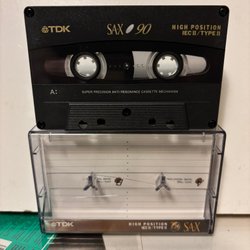 TDK SAX 90 HIGH POSITION
IEC II / TYPE II
A:
SUPER PRECISION ANTI-RESONANCE CASSETTE MECHANISM
TDK HIGH POSITION
IEC II / TYPE II SAX